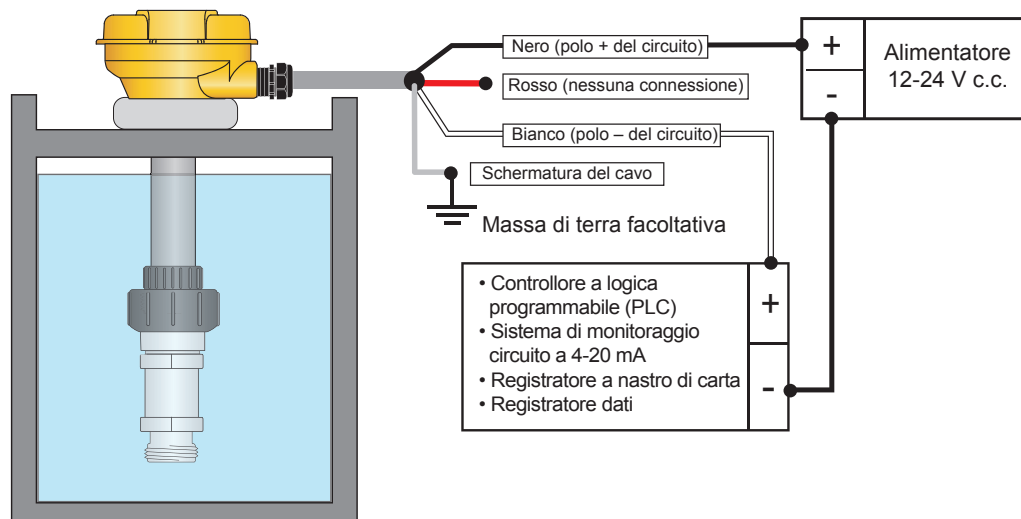 Nero (polo + del circuito)
+
-
Alimentatore
12-24 V c.c.
Rosso (nessuna connessione)
Bianco (polo – del circuito)
Schermatura del cavo
Massa di terra facoltativa
• Controllore a logica
programmabile (PLC)
• Sistema di monitoraggio
circuito a 4-20 mA
• Registratore a nastro di carta
• Registratore dati
+
-